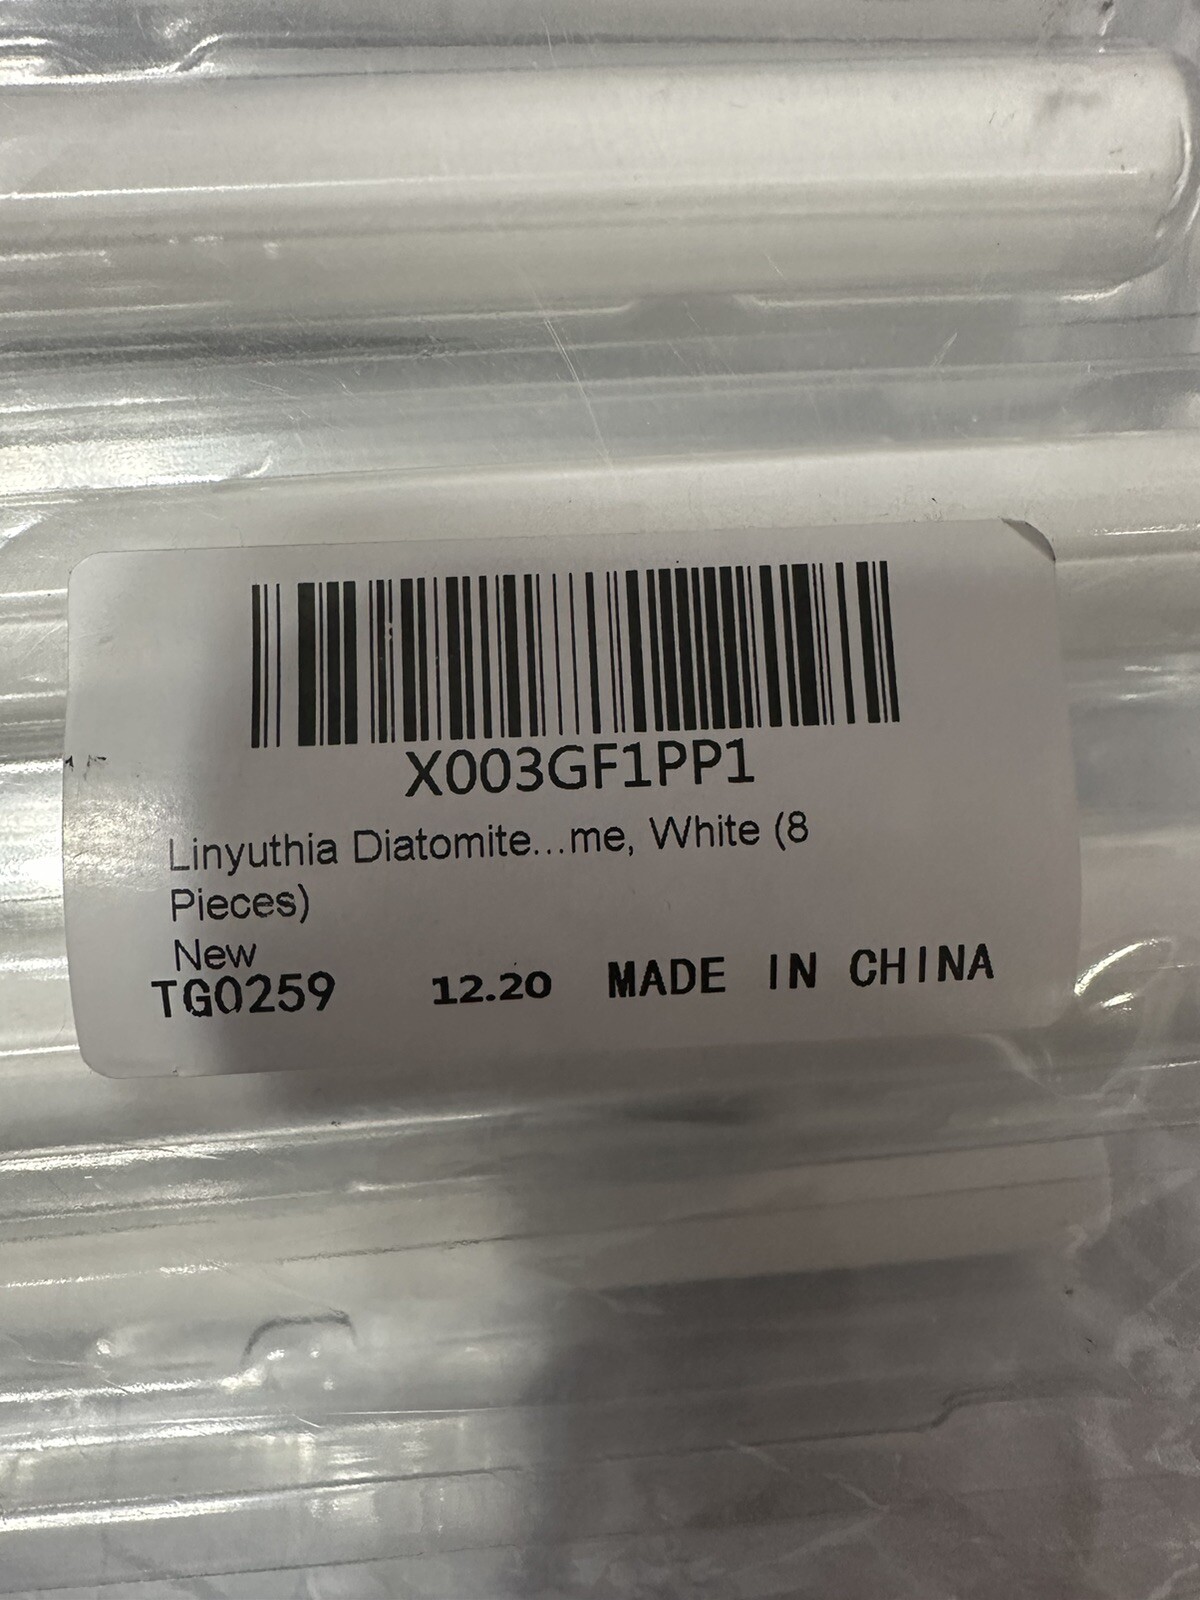 X003GF1PP1
Linyuthia Diatomite...me, White (8
Pieces)
New
TG0259 12.20 MADE IN CHINA